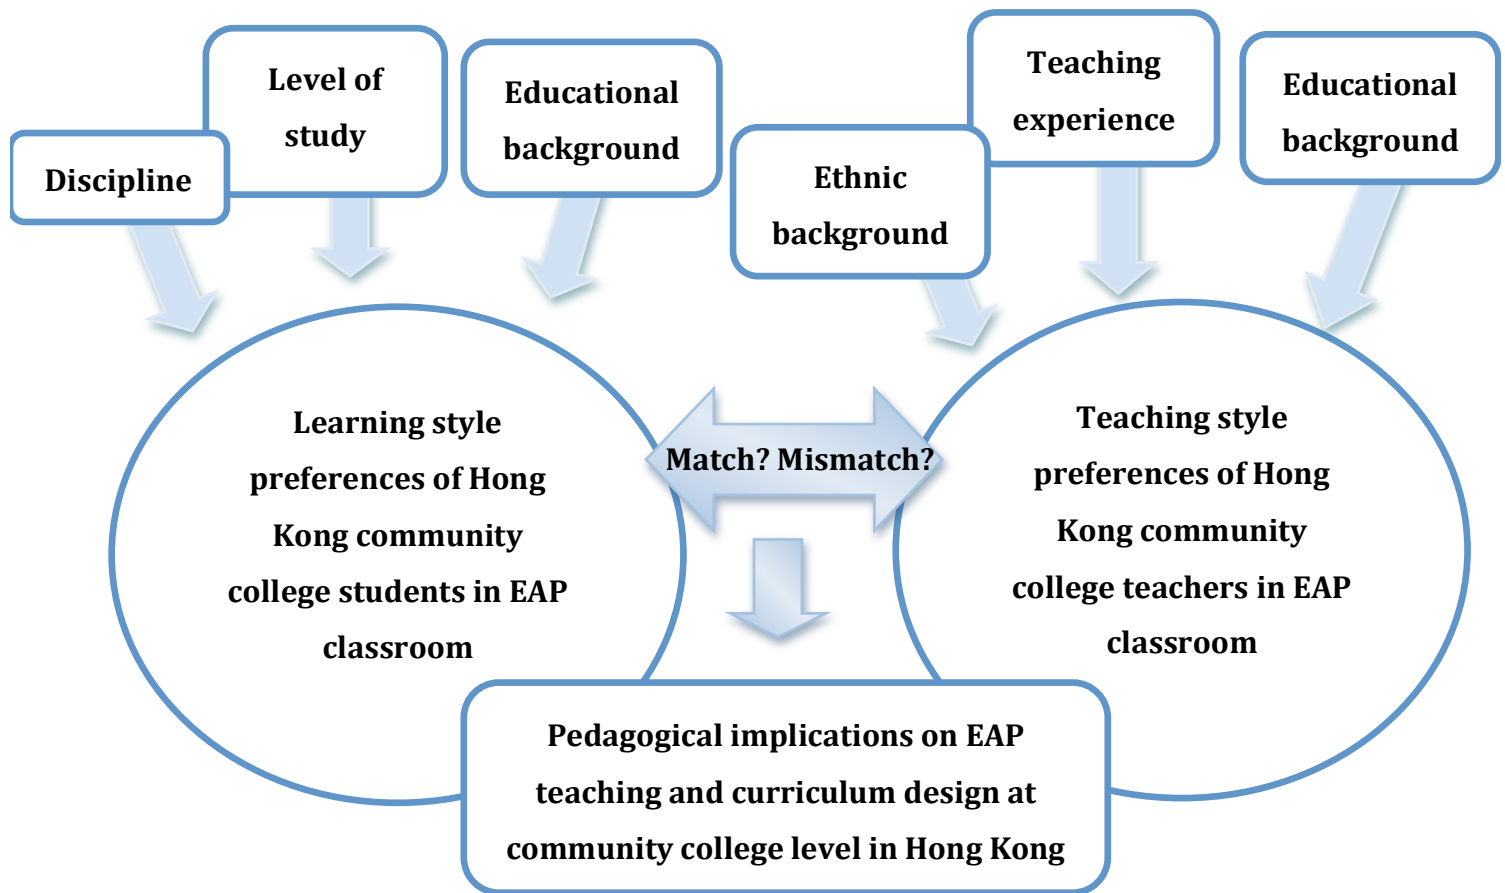 Level of
study
Educational
background
Discipline
Teaching
experience
Educational
background
Ethnic
background
Learning style
preferences of Hong
Kong community
college students in EAP
classroom
Match? Mismatch?
Teaching style
preferences of Hong
Kong community
college teachers in EAP
classroom
Pedagogical implications on EAP
teaching and curriculum design at
community college level in Hong Kong